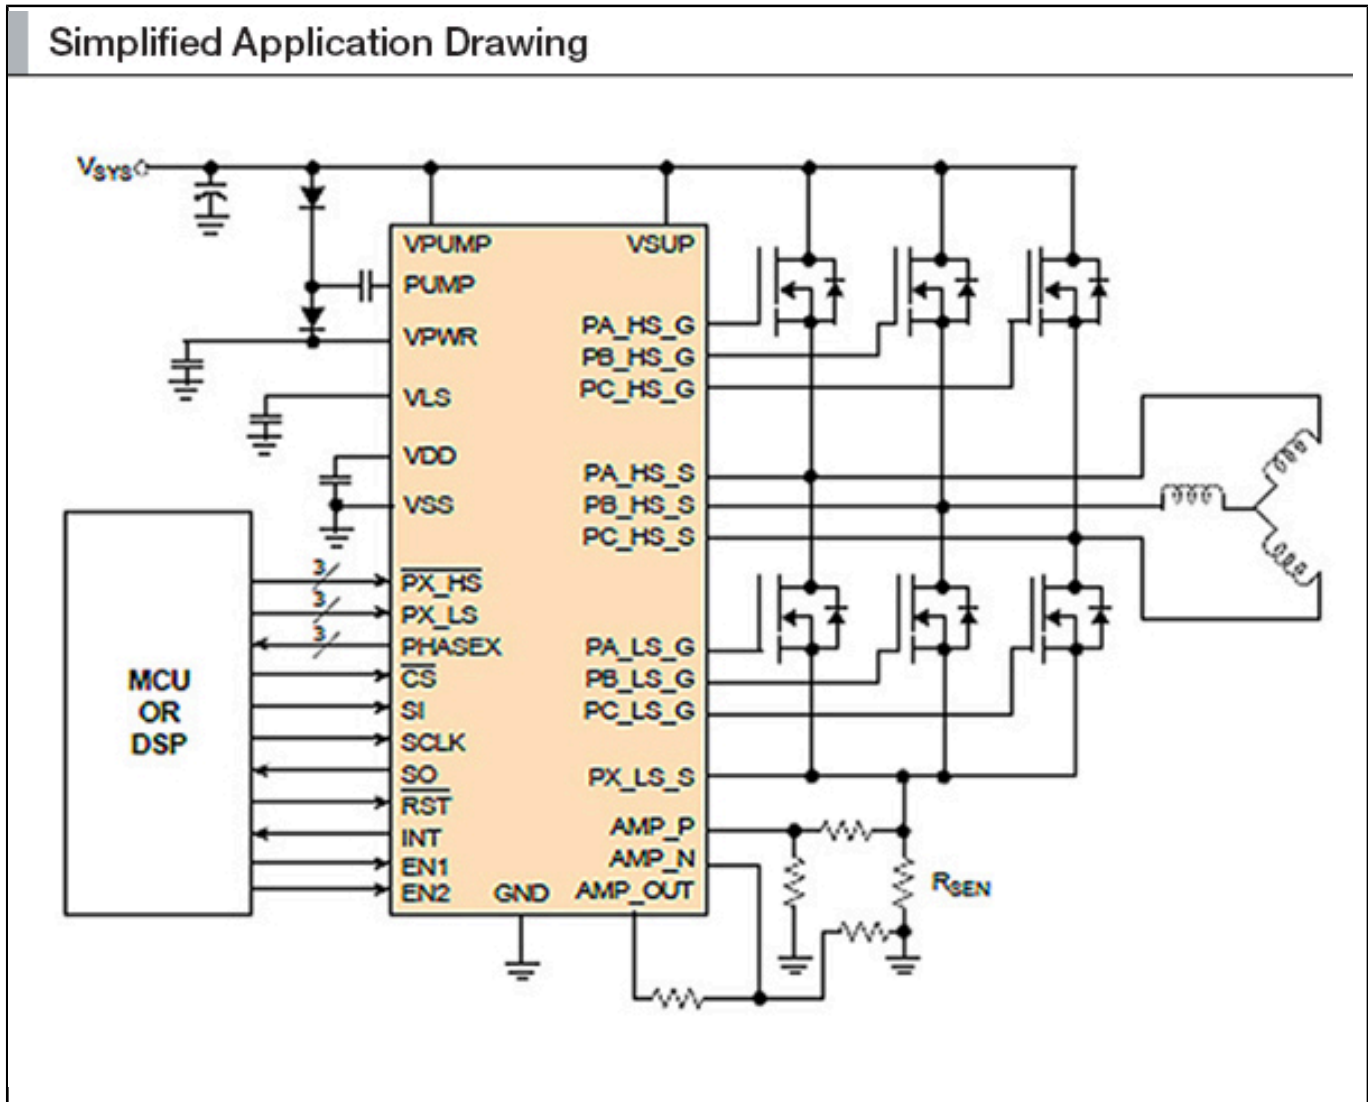 Simplified Application Drawing
VSYS
VPUMP
VSUP
PUMP
VPWR
VLS
VDD
VSS
PA_HS_G
PB_HS_G
PC_HS_G
PA_HS_S
PB_HS_S
PC_HS_S
MCU
OR
DSP
3
3
3
PX_HS
PX_LS
PHASEX
CS
SI
SCLK
SO
RST
INT
EN1
EN2
GND
PA_LS_G
PB_LS_G
PC_LS_G
PX_LS_S
AMP_P
AMP_N
AMP_OUT
RSEN